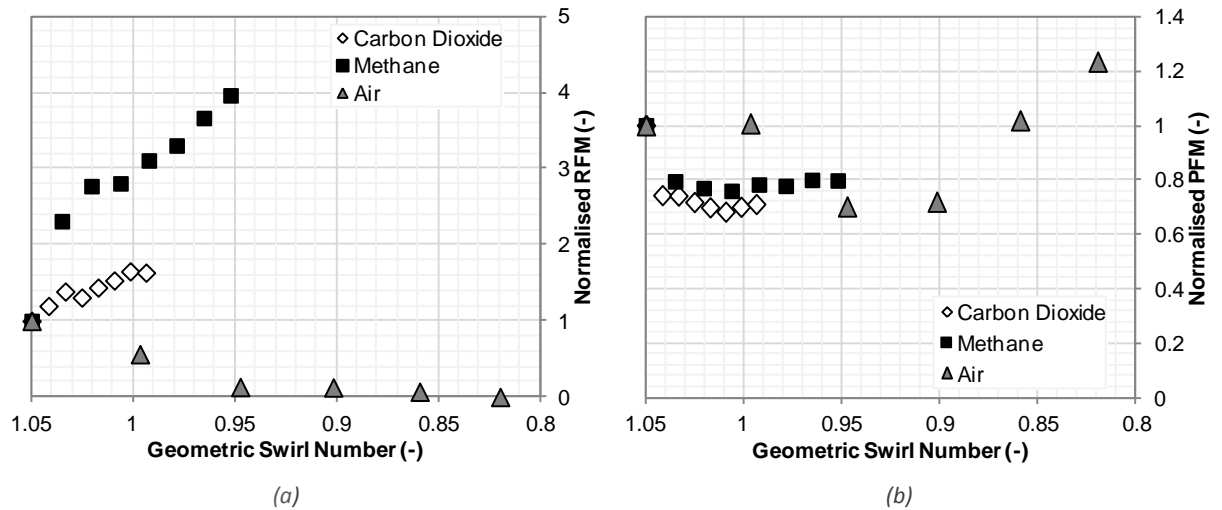 5
4
3
2
1
0
Normalised RFM (-)
◇ Carbon Dioxide
■ Methane
▲ Air
1.05 1 0.95 0.9 0.85 0.8
Geometric Swirl Number (-)
(a)
1.4
1.2
1
0.8
0.6
0.4
0.2
0
Normalised PFM (-)
◇ Carbon Dioxide
■ Methane
▲ Air
1.05 1 0.95 0.9 0.85 0.8
Geometric Swirl Number (-)
(b)